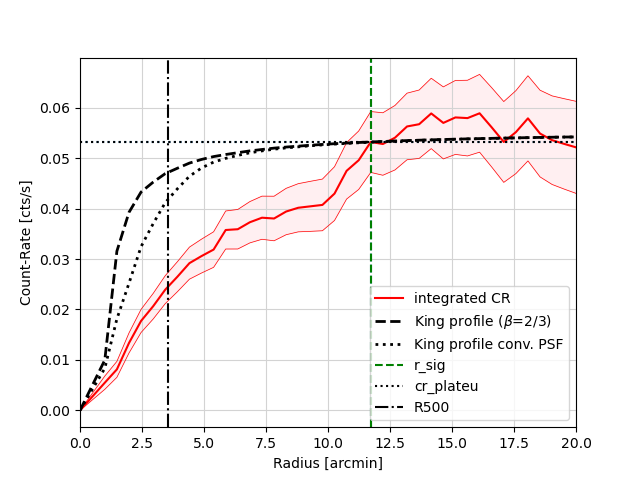 0.06
0.05
0.04
0.03
0.02
0.01
0.00
Count-Rate [cts/s]
integrated CR
King profile (β=2/3)
King profile conv. PSF
r_sig
cr_plateu
R500
0.0 2.5 5.0 7.5 10.0 12.5 15.0 17.5 20.0
Radius [arcmin]